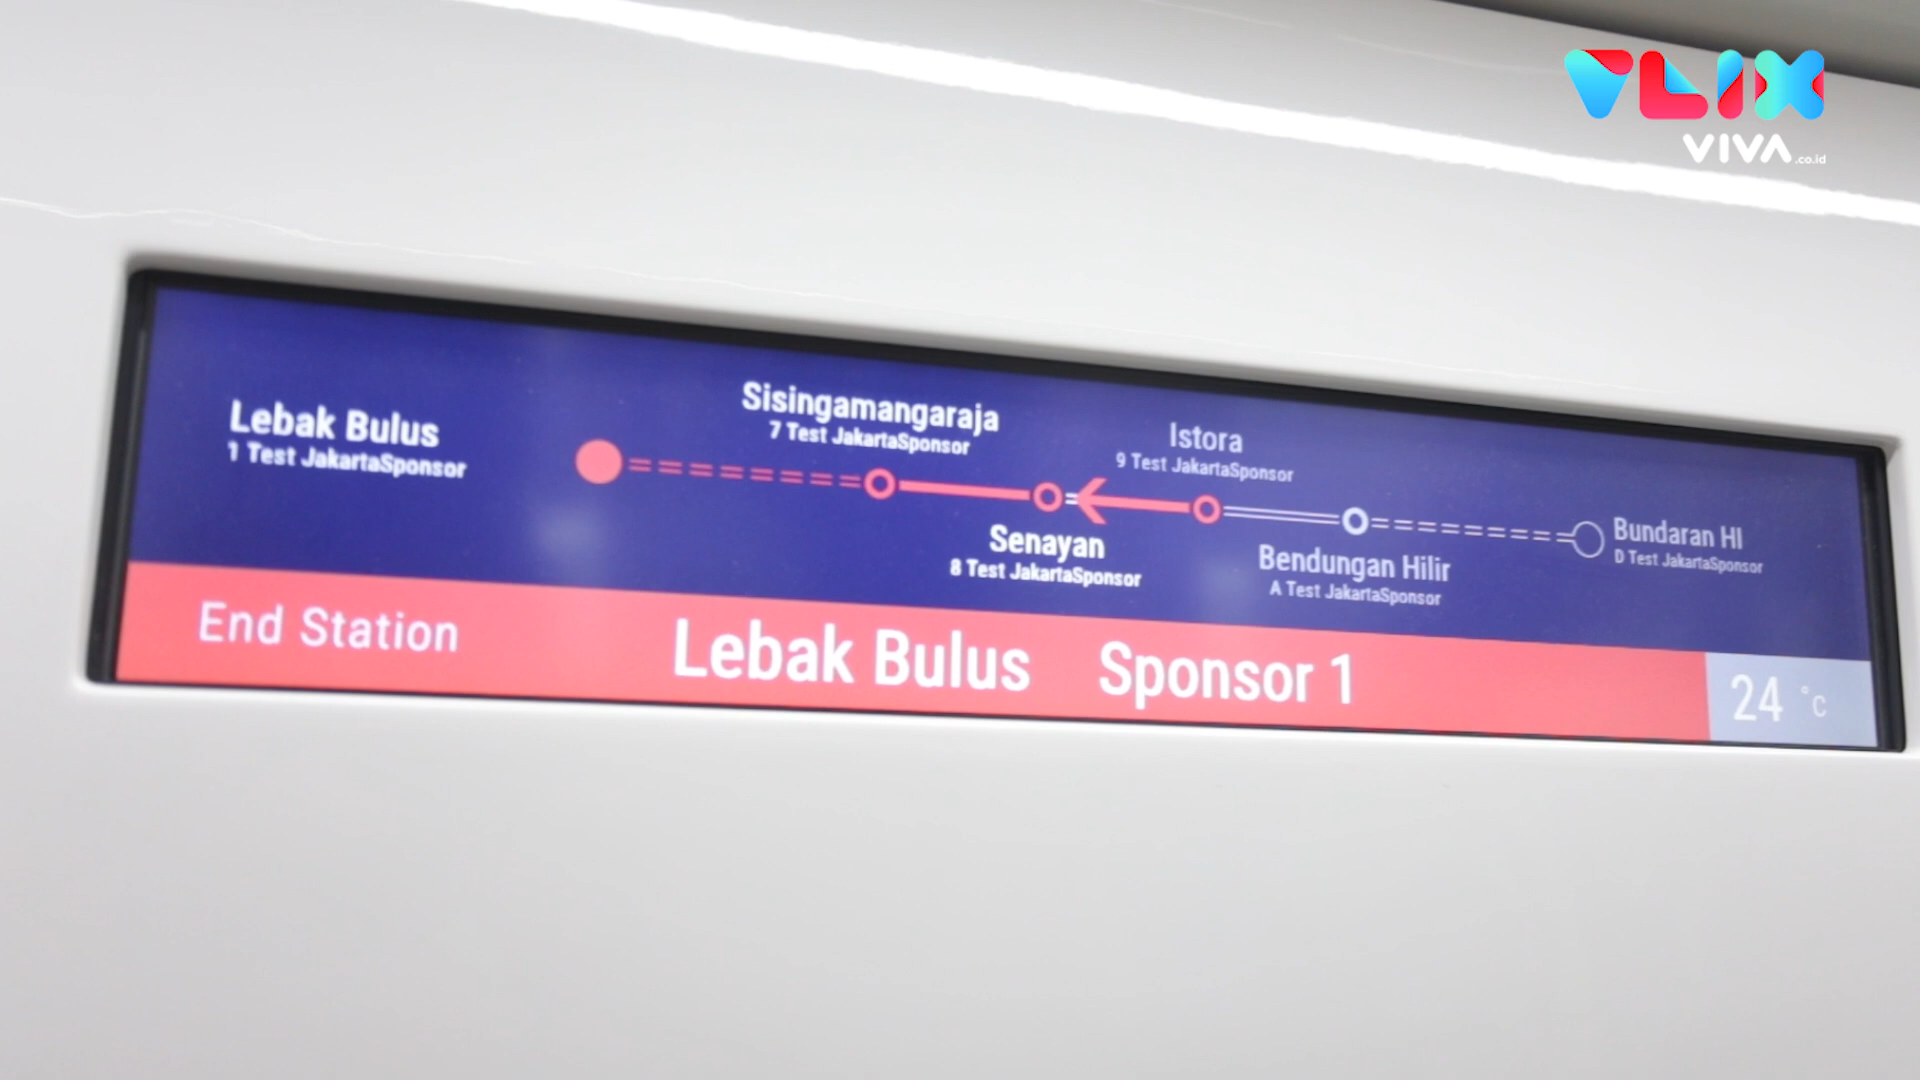 VLIX
VIVA.co.id
Lebak Bulus
1 Test JakartaSponsor
Sisingamangaraja
7 Test JakartaSponsor
Senayan
8 Test JakartaSponsor
Istora
9 Test JakartaSponsor
Bendungan Hilir
A Test JakartaSponsor
Bundaran HI
D Test JakartaSponsor
End Station
Lebak Bulus Sponsor 1
24 °C